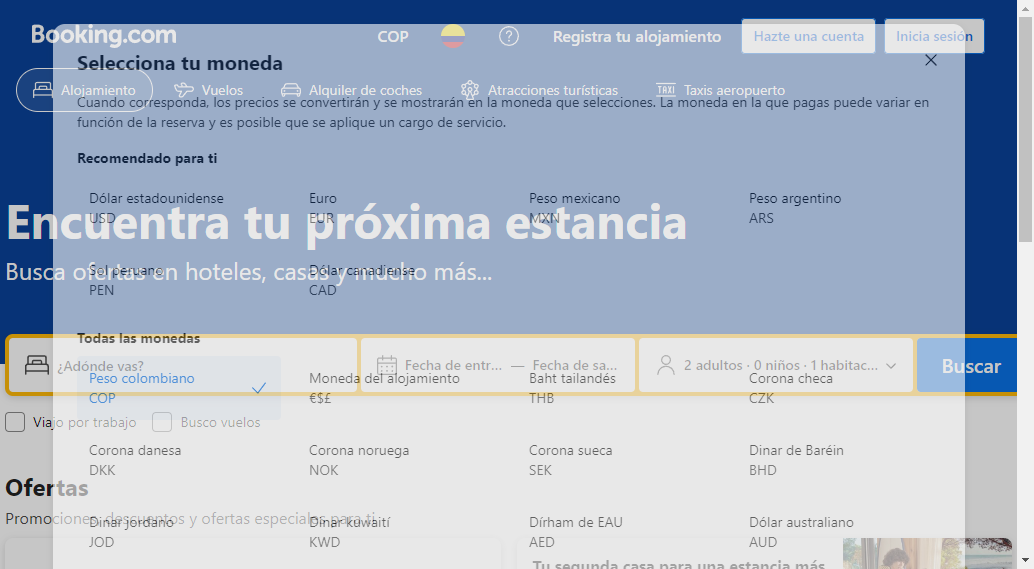 Booking.com
COP
Registra tu alojamiento
Hazte una cuenta
Inicia sesión
Selecciona tu moneda
Alojamiento
Vuelos
Alquiler de coches
Atracciones turísticas
TAXI
Taxis aeropuerto
Cuando corresponda, los precios se convertirán y se mostrarán en la moneda que selecciones. La moneda en la que pagas puede variar en
función de la reserva y es posible que se aplique un cargo de servicio.
Recomendado para ti
Dólar estadounidense
USD
Euro
EUR
Peso mexicano
MXN
Peso argentino
ARS
Encuentra tu próxima estancia
Sol peruano
PEN
Dólar canadiense
CAD
Busca ofertas en hoteles, casas y mucho más...
Todas las monedas
¿Adónde vas?
Fecha de entr... — Fecha de sa...
2 adultos · 0 niños · 1 habitac...
Buscar
Peso colombiano
COP
Moneda del alojamiento
€$£
Baht tailandés
THB
Corona checa
CZK
Viajo por trabajo
Busco vuelos
Corona danesa
DKK
Corona noruega
NOK
Corona sueca
SEK
Dinar de Baréin
BHD
Ofertas
Promociones, descuentos y ofertas especiales para ti
Dinar jordano
JOD
Dinar kuwaití
KWD
Dírham de EAU
AED
Dólar australiano
AUD
Tu segunda casa para una estancia más